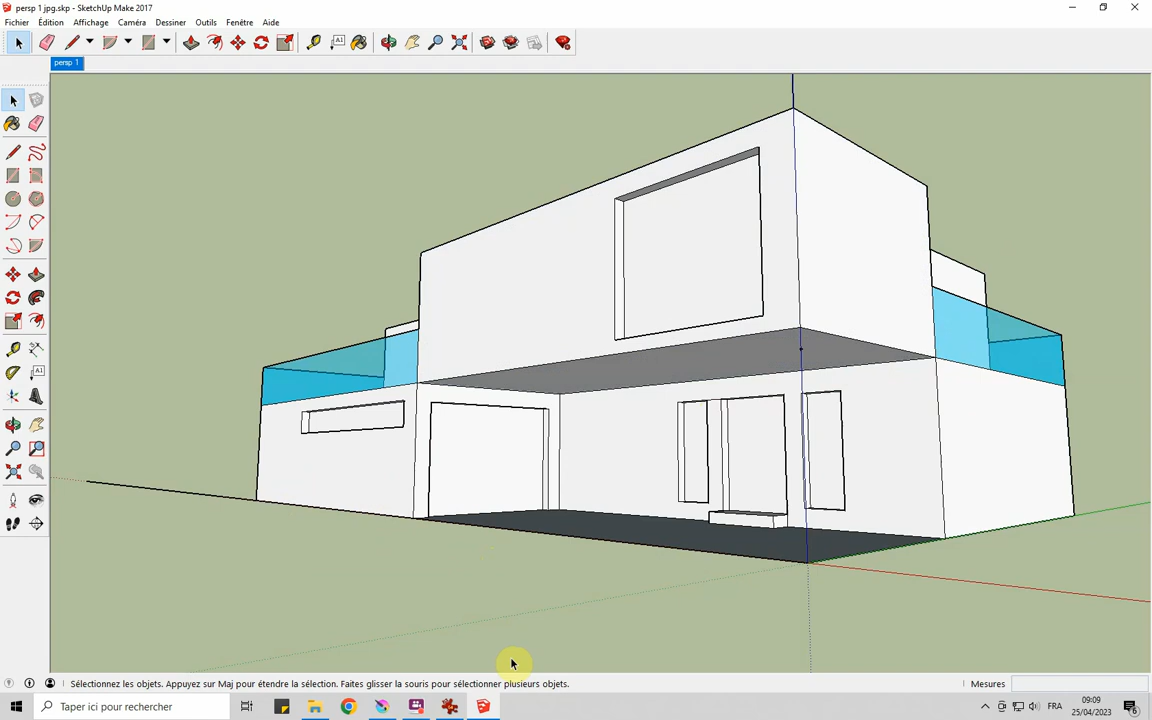 persp 1 jpg.skp - SketchUp Make 2017
Fichier Édition Affichage Caméra Dessiner Outils Fenêtre Aide
persp 1
Sélectionnez les objets. Appuyez sur Maj pour étendre la sélection. Faites glisser la souris pour sélectionner plusieurs objets.
Mesures
Taper ici pour rechercher
FRA
09:09
25/04/2023
6